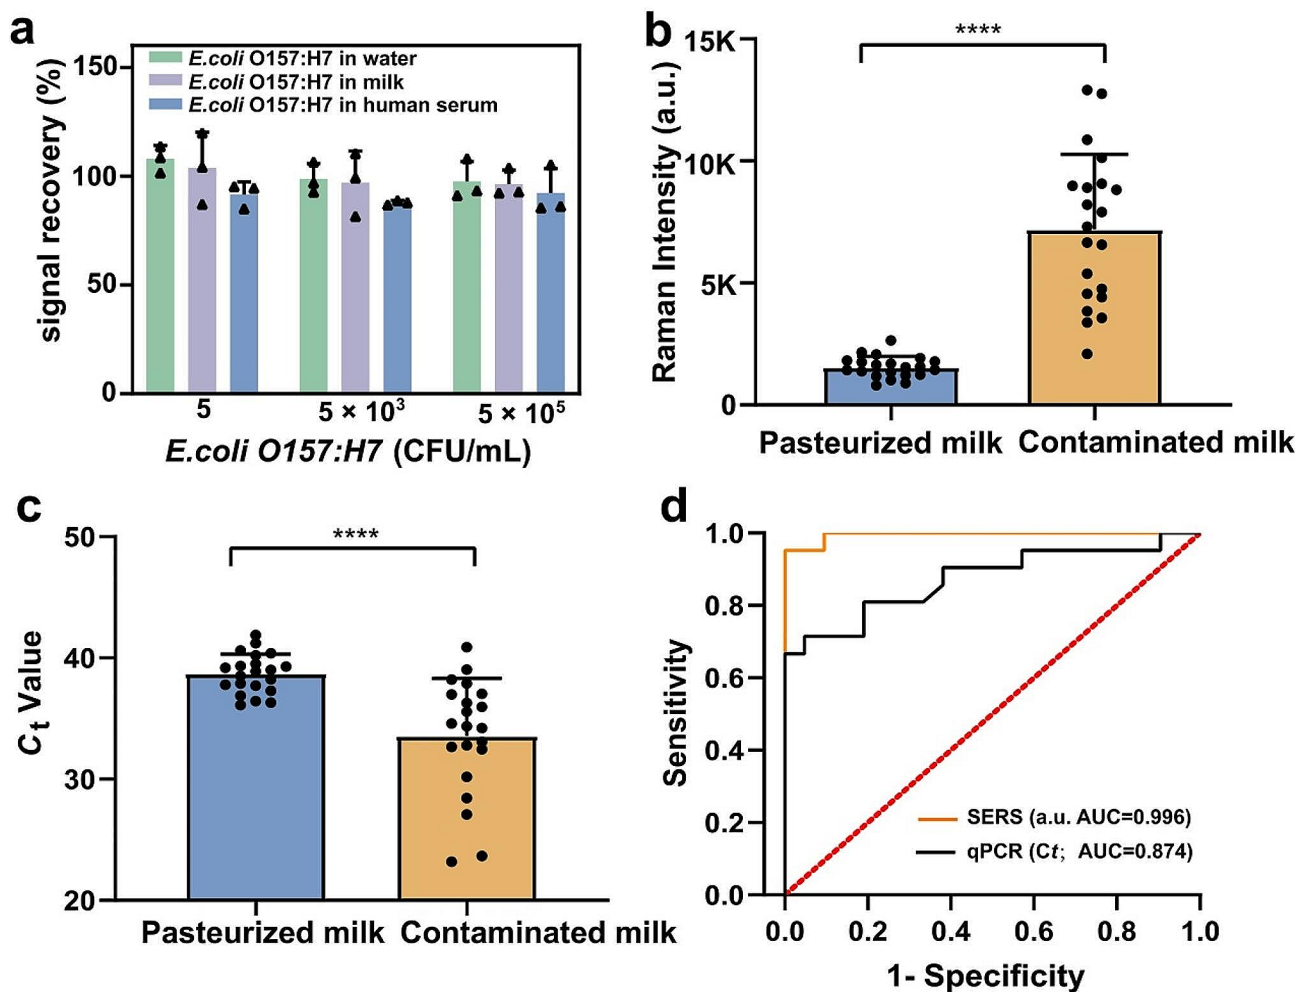 a
signal recovery (%)
150
100
50
0
E.coli O157:H7 in water
E.coli O157:H7 in milk
E.coli O157:H7 in human serum
5
5 × 10³
5 × 10⁵
E.coli O157:H7 (CFU/mL)
b
Raman Intensity (a.u.)
15K
10K
5K
0
****
Pasteurized milk
Contaminated milk
c
Ct Value
50
40
30
20
****
Pasteurized milk
Contaminated milk
d
Sensitivity
1.0
0.8
0.6
0.4
0.2
0.0
SERS (a.u. AUC=0.996)
qPCR (Ct; AUC=0.874)
0.0
0.2
0.4
0.6
0.8
1.0
1- Specificity